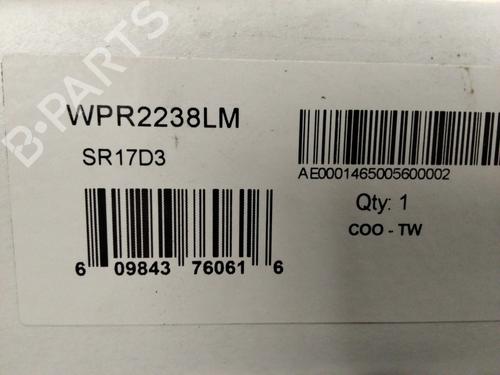 B-PARTS
WPR2238LM
SR17D3
6 09843 76061 6
AE0001465005600002
Qty: 1
COO - TW